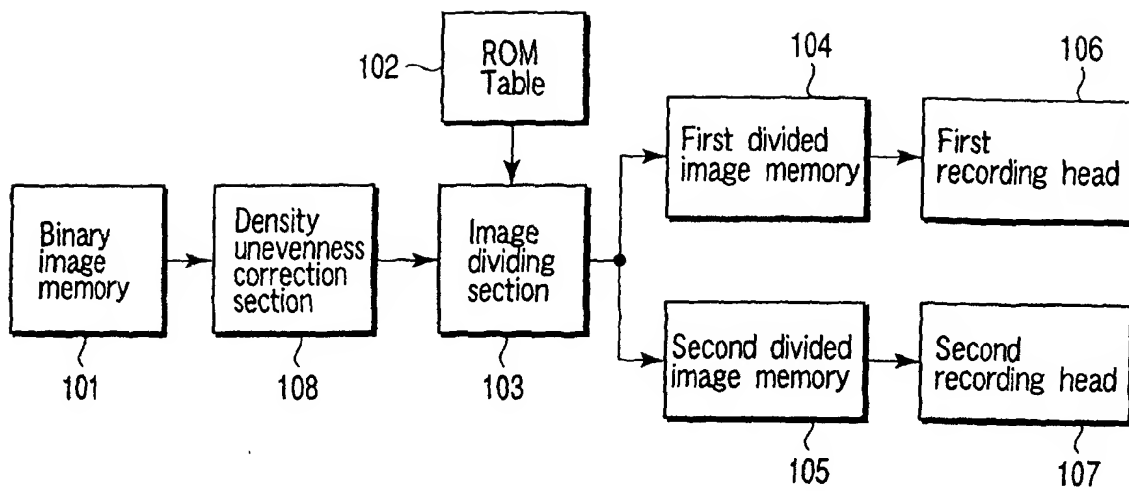 102
ROM
Table
104
106
First divided
image memory
First
recording head
Binary
image
memory
Density
unevenness
correction
section
Image
dividing
section
101
108
103
Second divided
image memory
Second
recording head
105
107